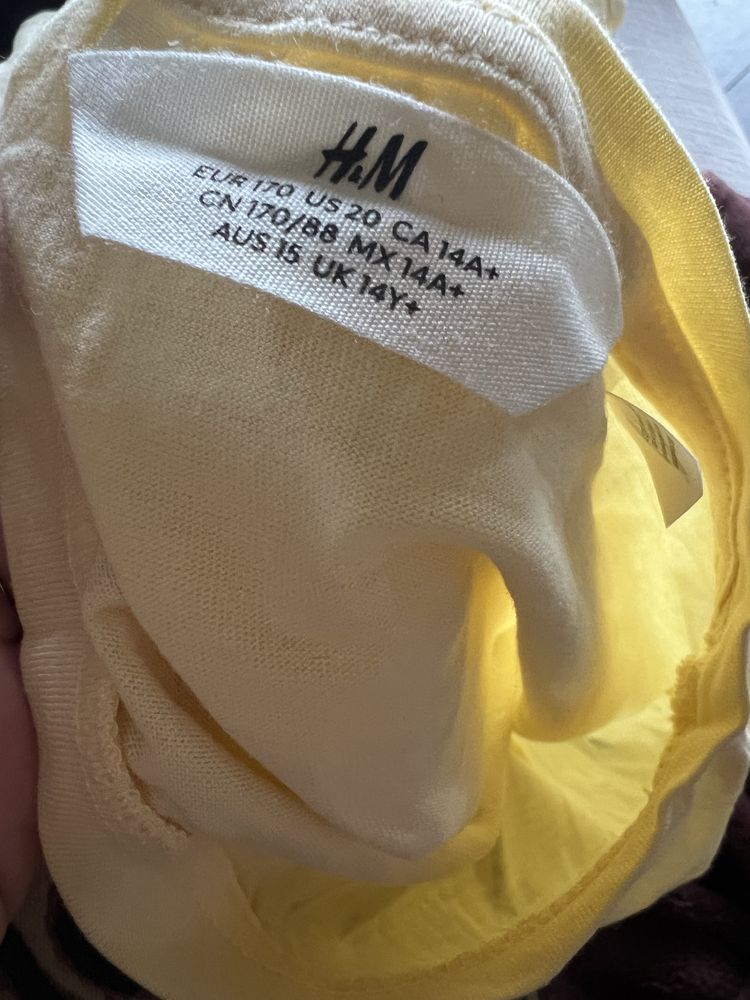 H&M
EUR 170 US 20 CA 14A+
CN 170/88 MX 14A+
AUS 15 UK 14Y+